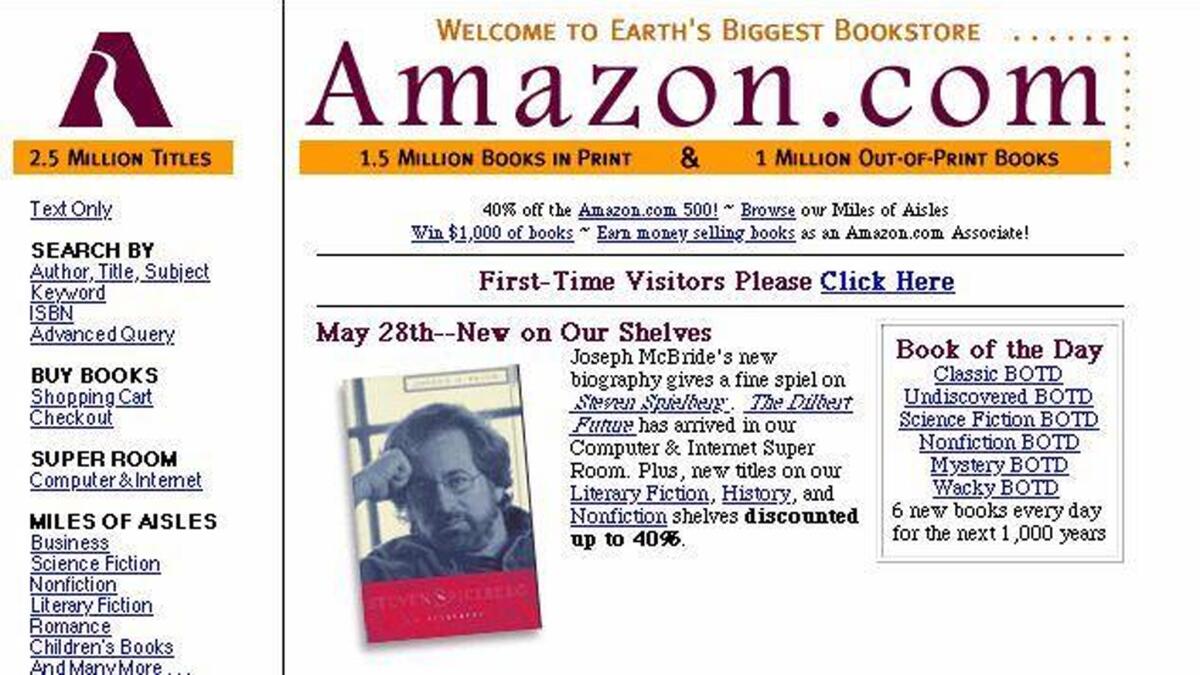 2.5 MILLION TITLES
Text Only
SEARCH BY
Author, Title, Subject
Keyword
ISBN
Advanced Query
BUY BOOKS
Shopping Cart
Checkout
SUPER ROOM
Computer & Internet
MILES OF AISLES
Business
Science Fiction
Nonfiction
Literary Fiction
Romance
Children's Books
And Many More . . .
WELCOME TO EARTH'S BIGGEST BOOKSTORE
Amazon.com
1.5 MILLION BOOKS IN PRINT & 1 MILLION OUT-OF-PRINT BOOKS
40% off the Amazon.com 500! ~ Browse our Miles of Aisles
Win $1,000 of books ~ Earn money selling books as an Amazon.com Associate!
First-Time Visitors Please Click Here
May 28th--New on Our Shelves
Joseph McBride's new
biography gives a fine spiel on
Steven Spielberg. The Dilbert
Future has arrived in our
Computer & Internet Super
Room. Plus, new titles on our
Literary Fiction, History, and
Nonfiction shelves discounted
up to 40%.
STEVEN SPIELBERG
Book of the Day
Classic BOTD
Undiscovered BOTD
Science Fiction BOTD
Nonfiction BOTD
Mystery BOTD
Wacky BOTD
6 new books every day
for the next 1,000 years